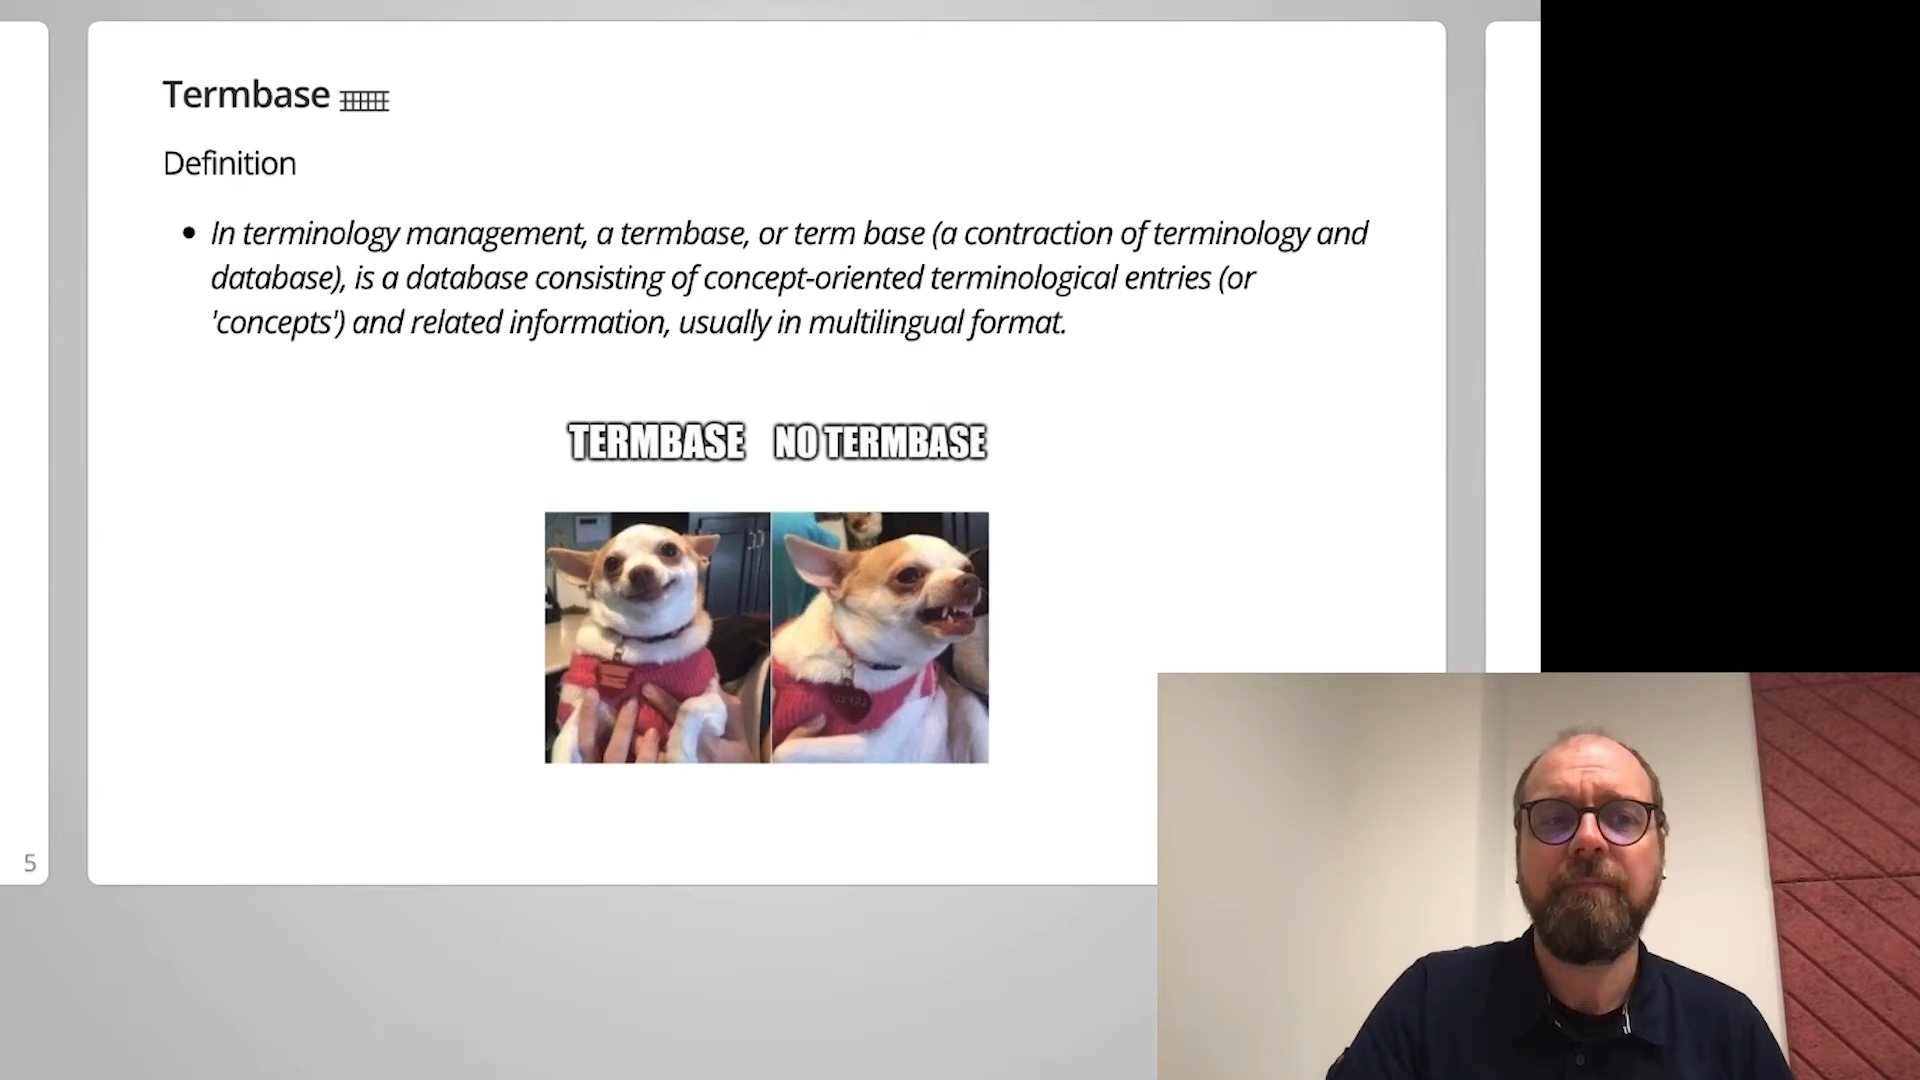 Termbase
Definition
In terminology management, a termbase, or term base (a contraction of terminology and
database), is a database consisting of concept-oriented terminological entries (or
'concepts') and related information, usually in multilingual format.
TERMBASE NO TERMBASE
5